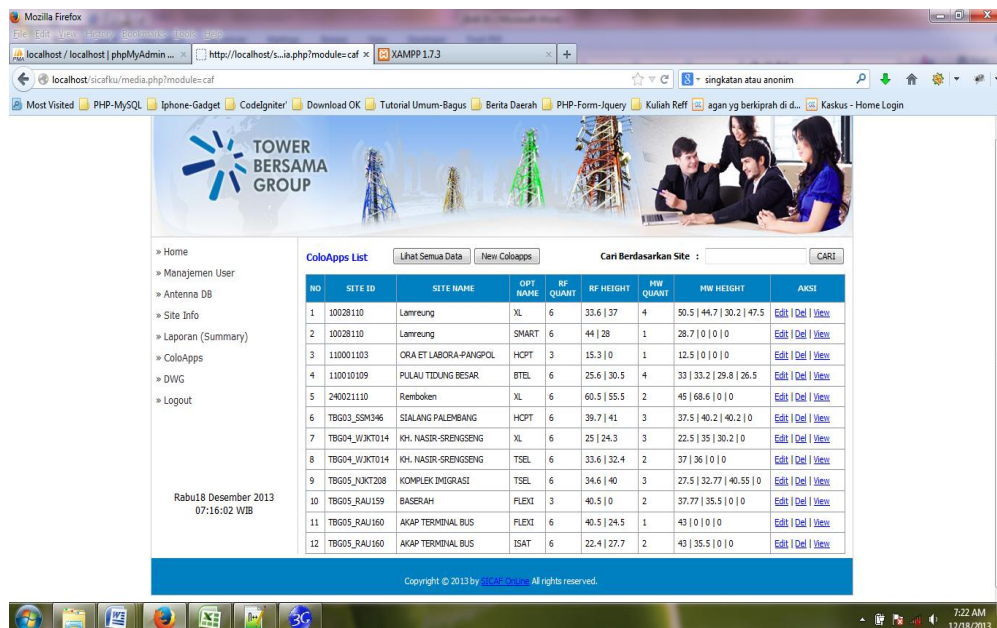 Mozilla Firefox
File Edit View History Bookmarks Tools Help
localhost / localhost | phpMyAdmin ... × http://localhost/s...ia.php?module=caf × XAMPP 1.7.3 × +
localhost/sicafku/media.php?module=caf singkatan atau anonim
Most Visited PHP-MySQL Iphone-Gadget CodeIgniter' Download OK Tutorial Umum-Bagus Berita Daerah PHP-Form-Jquery Kuliah Reff agan yg berkiprah di d... Kaskus - Home Login
TOWER
BERSAMA
GROUP
» Home
» Manajemen User
» Antenna DB
» Site Info
» Laporan (Summary)
» ColoApps
» DWG
» Logout
Rabu18 Desember 2013
07:16:02 WIB
ColoApps List Lihat Semua Data New Coloapps Cari Berdasarkan Site : CARI
NO SITE ID SITE NAME OPT NAME RF QUANT RF HEIGHT MW QUANT MW HEIGHT AKSI
1 10028110 Lamreung XL 6 33.6 | 37 4 50.5 | 44.7 | 30.2 | 47.5 Edit | Del | View
2 10028110 Lamreung SMART 6 44 | 28 1 28.7 | 0 | 0 | 0 Edit | Del | View
3 110001103 ORA ET LABORA-PANGPOL HCPT 3 15.3 | 0 1 12.5 | 0 | 0 | 0 Edit | Del | View
4 110010109 PULAU TIDUNG BESAR BTEL 6 25.6 | 30.5 4 33 | 33.2 | 29.8 | 26.5 Edit | Del | View
5 240021110 Remboken XL 6 60.5 | 55.5 2 45 | 68.6 | 0 | 0 Edit | Del | View
6 TBG03_SSM346 SIALANG PALEMBANG HCPT 6 39.7 | 41 3 37.5 | 40.2 | 40.2 | 0 Edit | Del | View
7 TBG04_WJKT014 KH. NASIR-SRENGSENG XL 6 25 | 24.3 3 22.5 | 35 | 30.2 | 0 Edit | Del | View
8 TBG04_WJKT014 KH. NASIR-SRENGSENG TSEL 6 33.6 | 32.4 2 37 | 36 | 0 | 0 Edit | Del | View
9 TBG05_NJKT208 KOMPLEK IMIGRASI TSEL 6 34.6 | 40 3 27.5 | 32.77 | 40.55 | 0 Edit | Del | View
10 TBG05_RAU159 BASERAH FLEXI 3 40.5 | 0 2 37.77 | 35.5 | 0 | 0 Edit | Del | View
11 TBG05_RAU160 AKAP TERMINAL BUS FLEXI 6 40.5 | 24.5 1 43 | 0 | 0 | 0 Edit | Del | View
12 TBG05_RAU160 AKAP TERMINAL BUS ISAT 6 22.4 | 27.7 2 43 | 35.5 | 0 | 0 Edit | Del | View
Copyright © 2013 by SICAF OnLine All rights reserved.
7:22 AM
12/18/2013